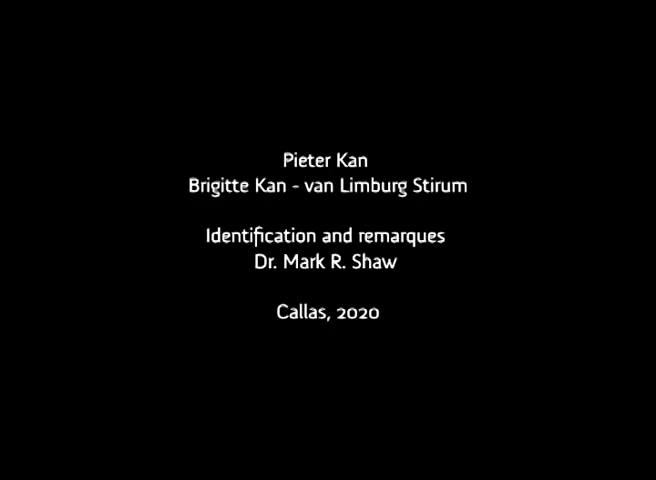 Pieter Kan
Brigitte Kan - van Limburg Stirum
Identification and remarques
Dr. Mark R. Shaw
Callas, 2020